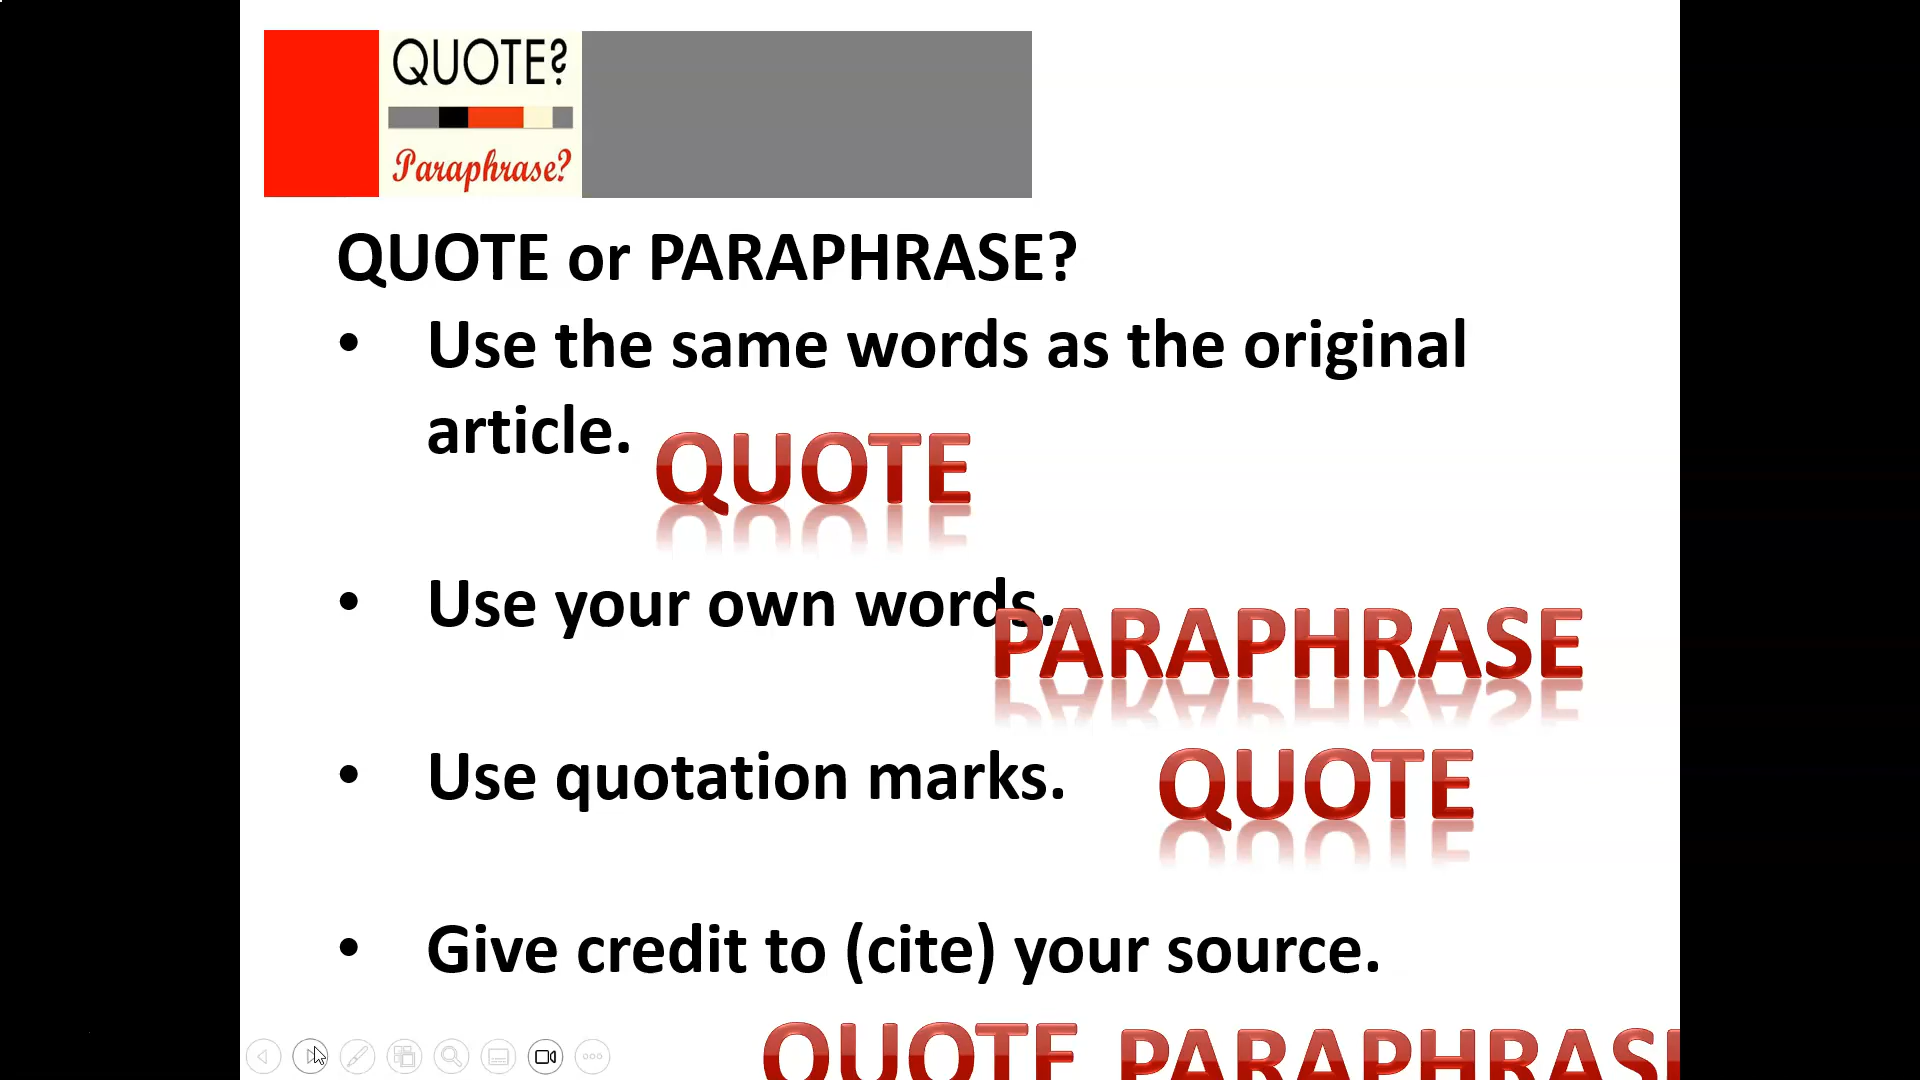 QUOTE?
Paraphrase?
QUOTE or PARAPHRASE?
• Use the same words as the original
article.
QUOTE
• Use your own words.
PARAPHRASE
• Use quotation marks.
QUOTE
• Give credit to (cite) your source.
QUOTE PARAPHRASE